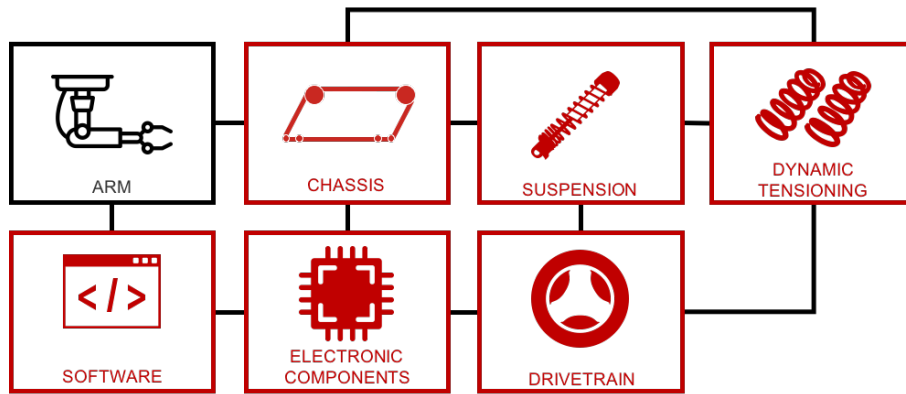 ARM
CHASSIS
SUSPENSION
DYNAMIC
TENSIONING
</>
SOFTWARE
ELECTRONIC
COMPONENTS
DRIVETRAIN